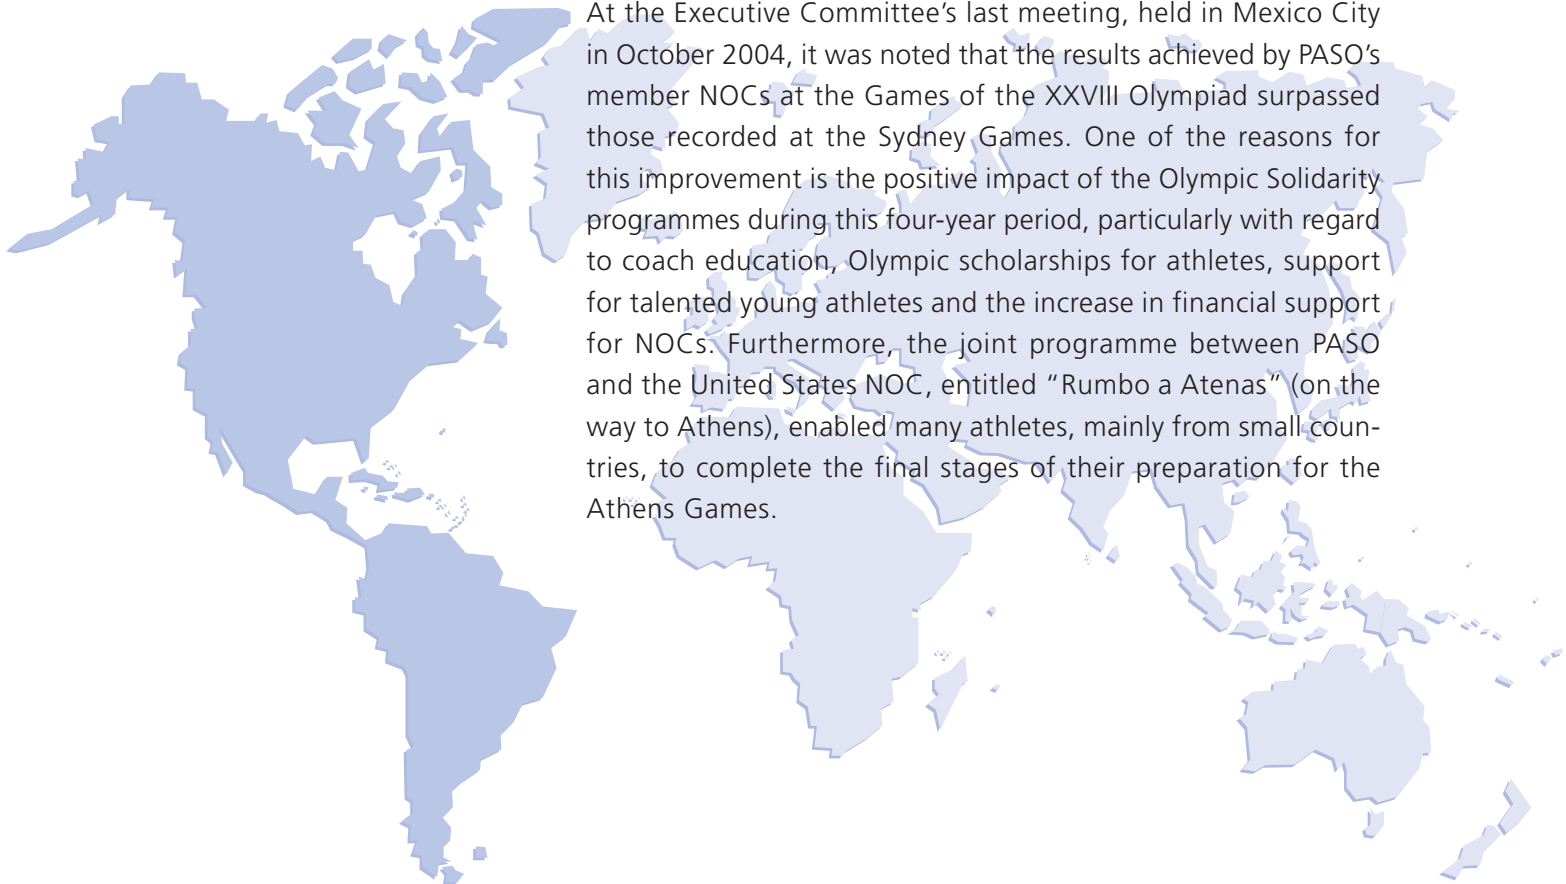 At the Executive Committee’s last meeting, held in Mexico City
in October 2004, it was noted that the results achieved by PASO’s
member NOCs at the Games of the XXVIII Olympiad surpassed
those recorded at the Sydney Games. One of the reasons for
this improvement is the positive impact of the Olympic Solidarity
programmes during this four-year period, particularly with regard
to coach education, Olympic scholarships for athletes, support
for talented young athletes and the increase in financial support
for NOCs. Furthermore, the joint programme between PASO
and the United States NOC, entitled “Rumbo a Atenas” (on the
way to Athens), enabled many athletes, mainly from small coun-
tries, to complete the final stages of their preparation for the
Athens Games.